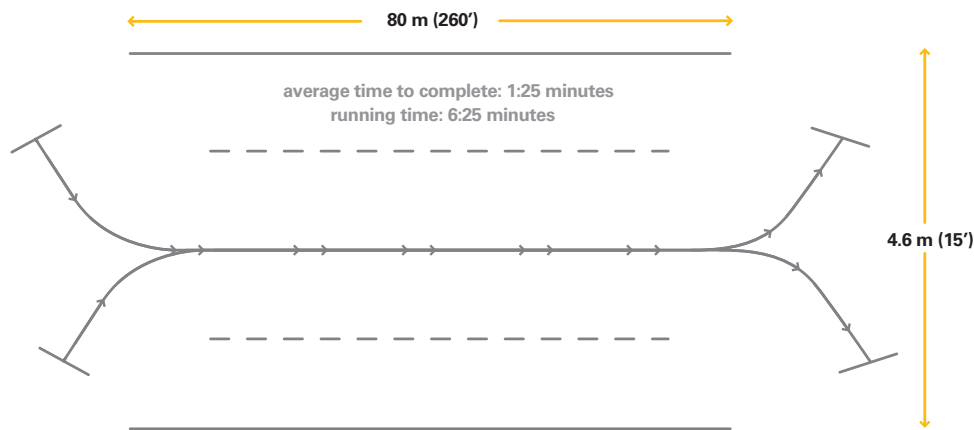 80 m (260′)
average time to complete: 1:25 minutes
running time: 6:25 minutes
4.6 m (15′)